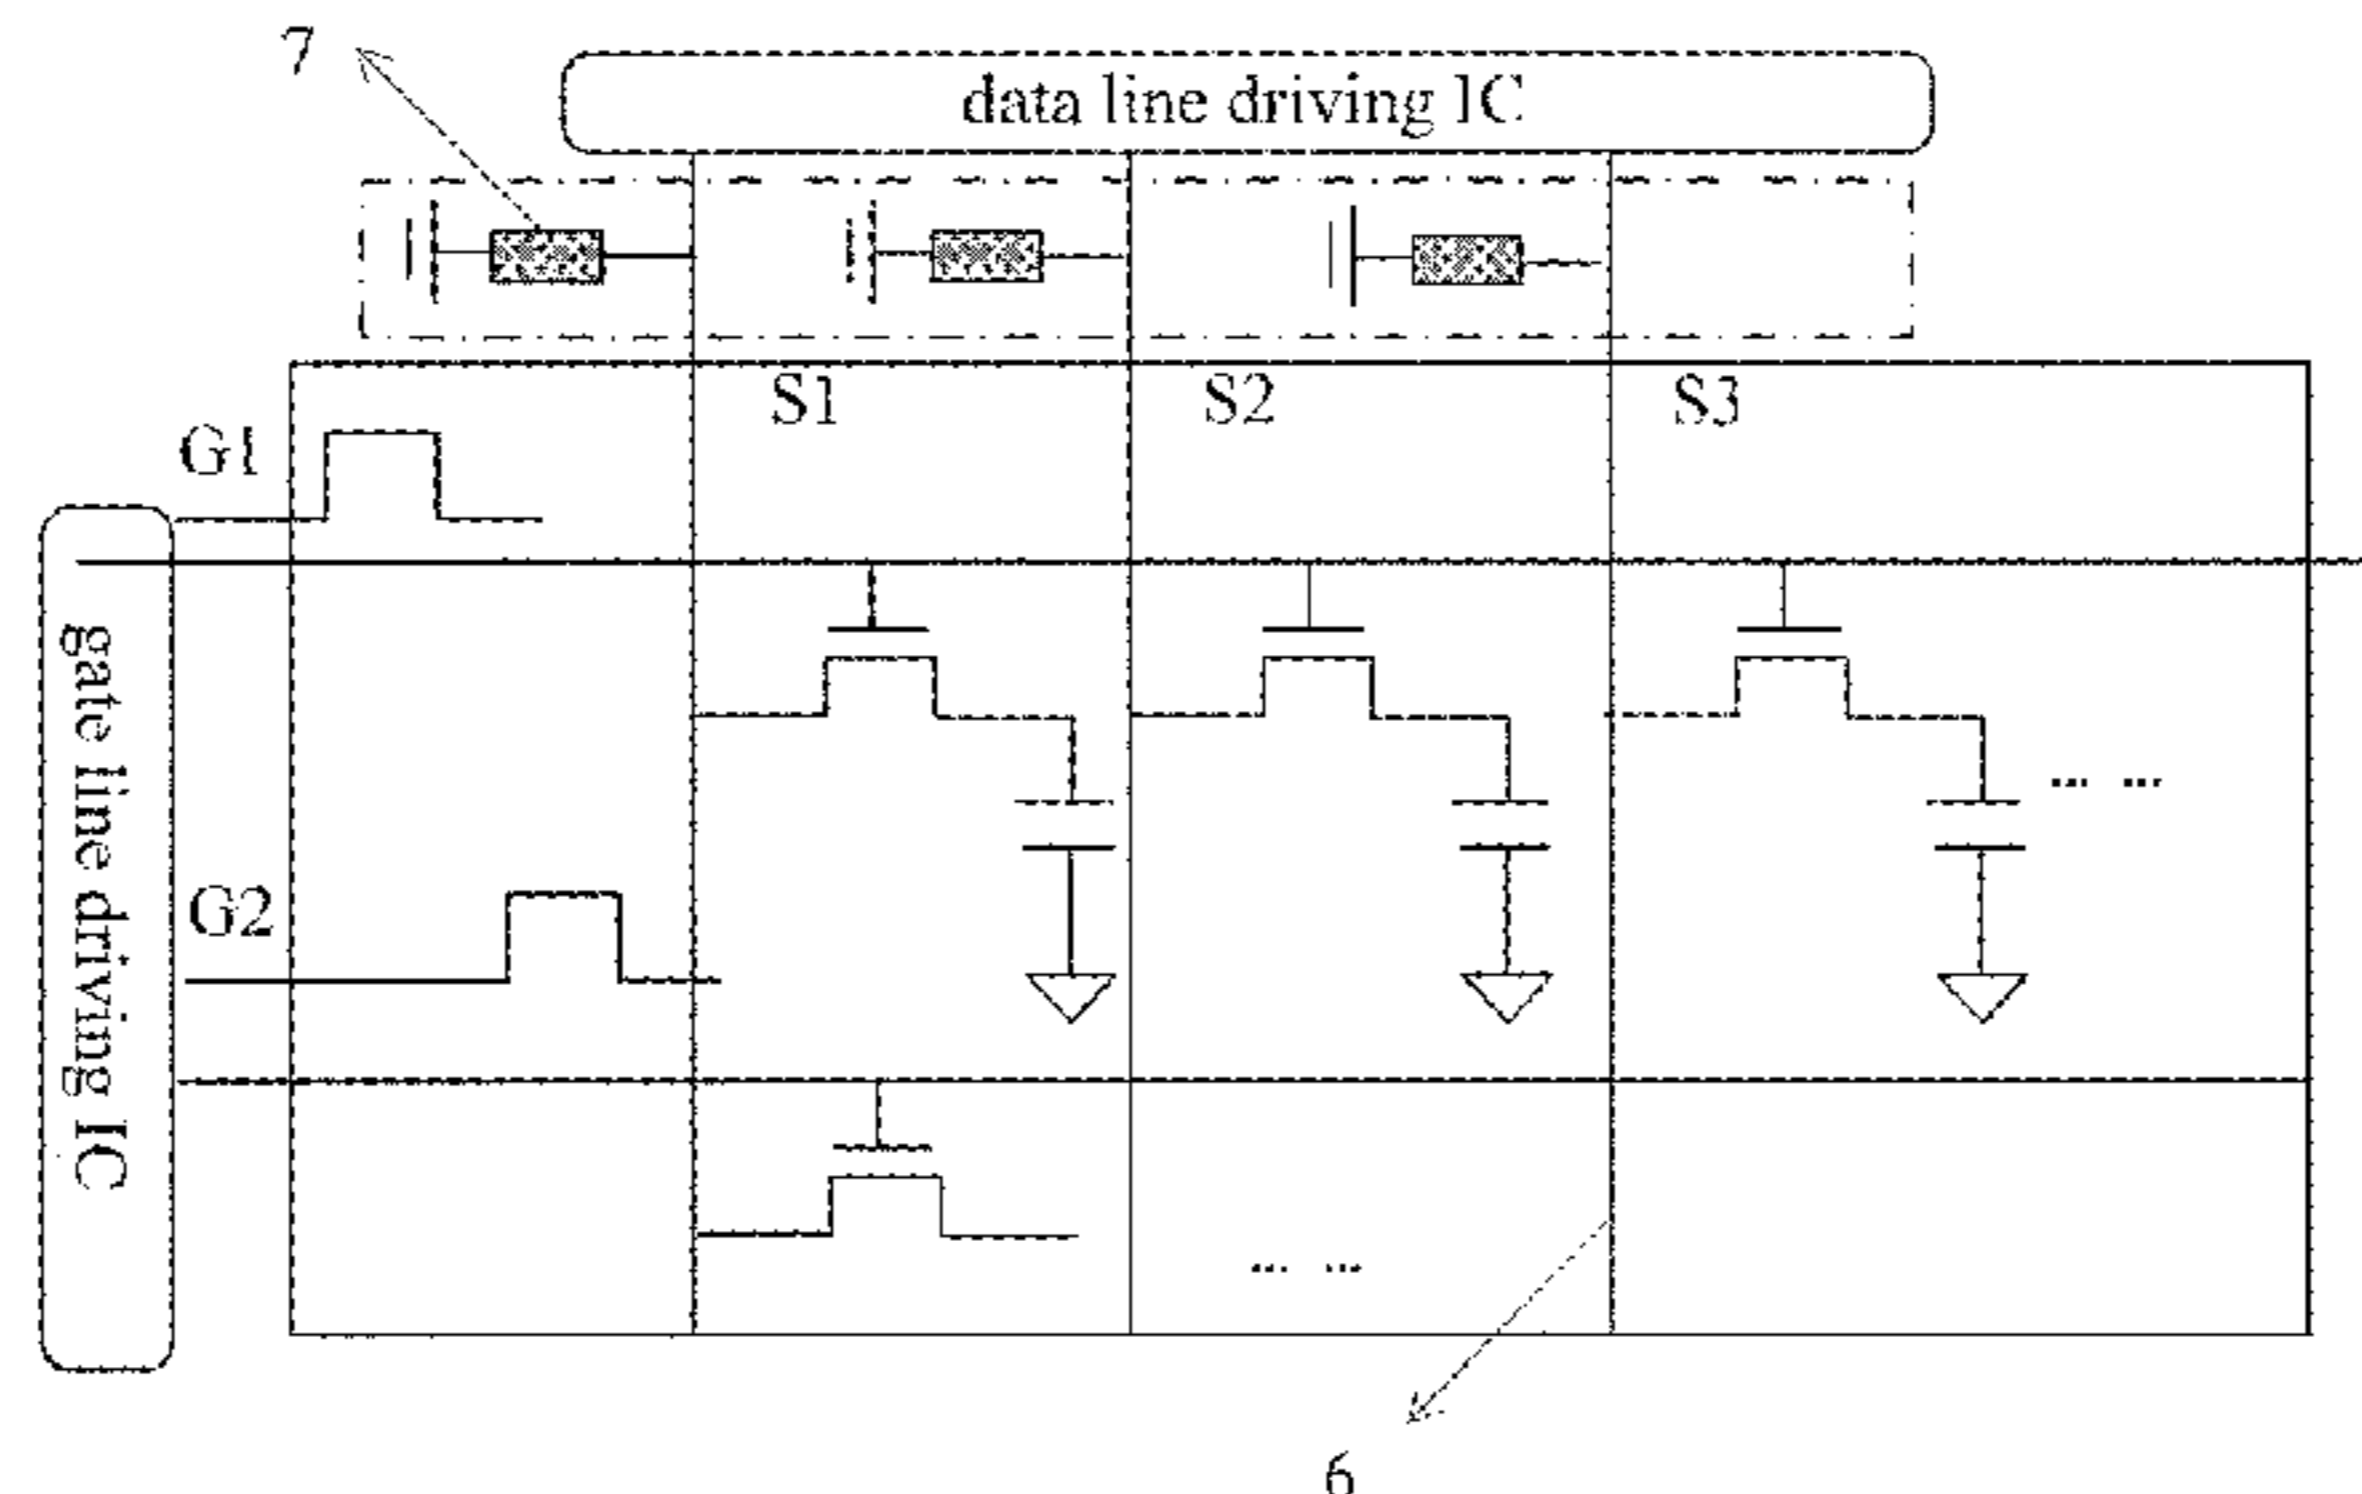 7
data line driving IC
S1
S2
S3
G1
gate line driving IC
G2
... ...
... ...
6